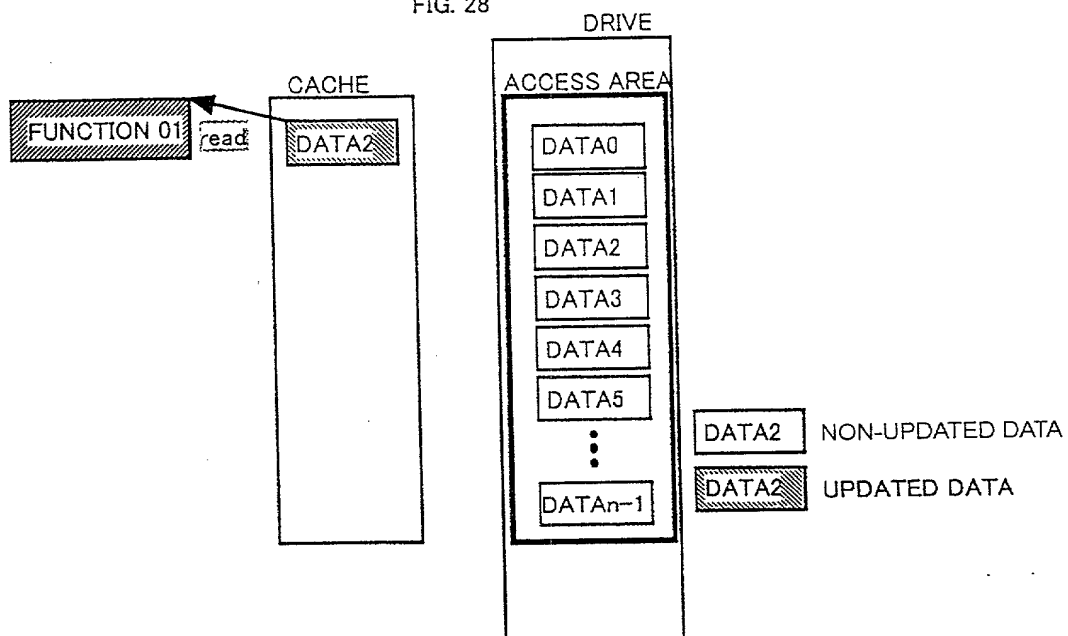 FIG. 28
DRIVE
CACHE
ACCESS AREA
FUNCTION 01
read
DATA2
DATA0
DATA1
DATA2
DATA3
DATA4
DATA5
DATAn-1
DATA2 NON-UPDATED DATA
DATA2 UPDATED DATA